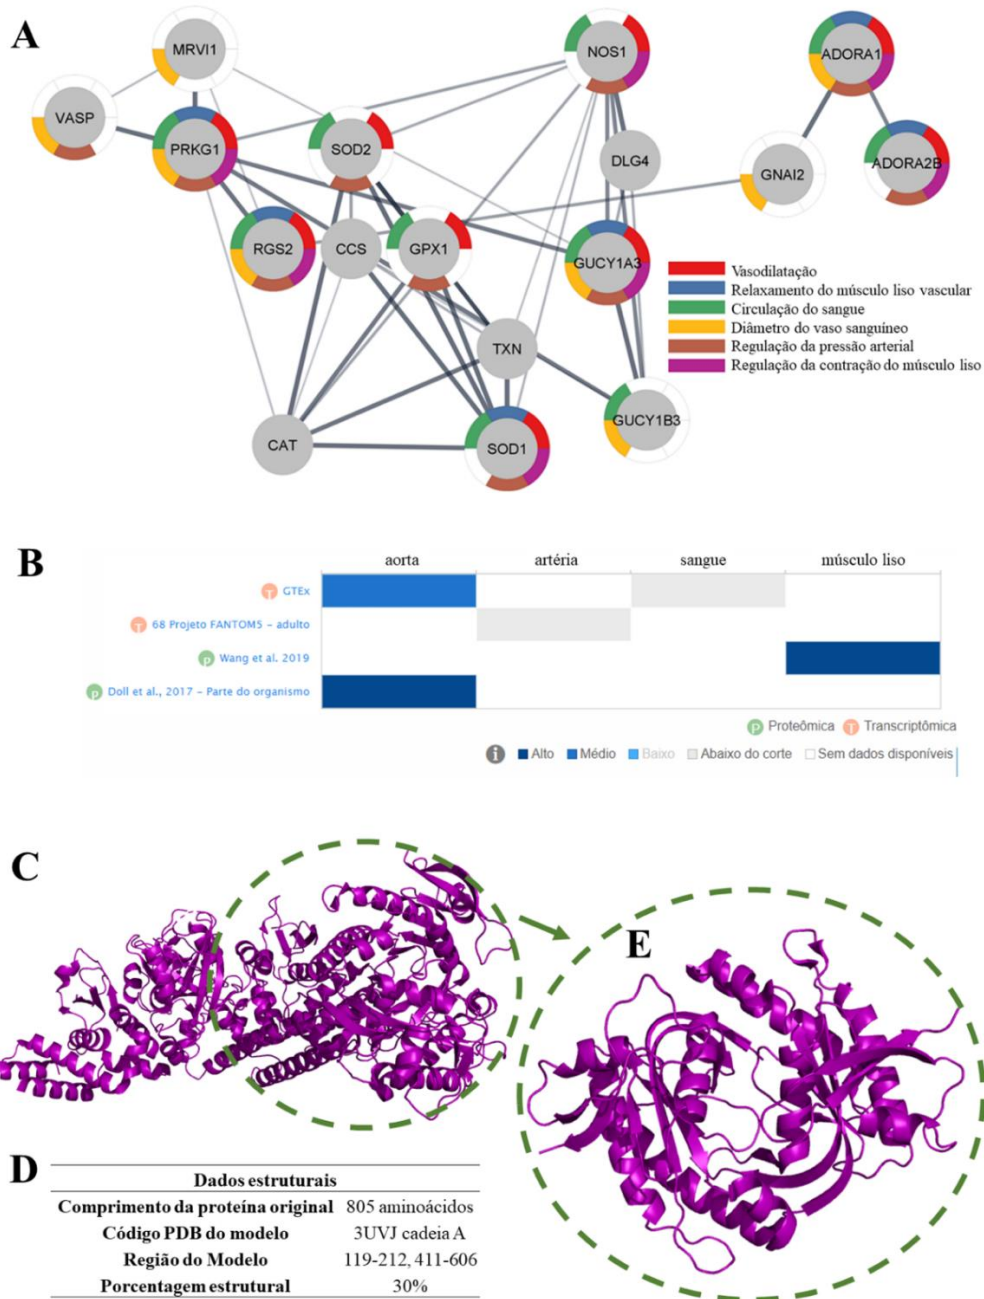 A
MRVI1
NOS1
ADORA1
VASP
PRKG1
SOD2
DLG4
GNAI2
ADORA2B
RGS2
CCS
GPX1
GUCY1A3
Vasodilatação
Relaxamento do músculo liso vascular
Circulação do sangue
Diâmetro do vaso sanguíneo
Regulação da pressão arterial
Regulação da contração do músculo liso
TXN
GUCY1B3
CAT
SOD1
B
aorta artéria sangue músculo liso
T GTEx
T 68 Projeto FANTOM5 - adulto
p Wang et al. 2019
p Doll et al., 2017 - Parte do organismo
P Proteômica T Transcriptômica
i Alto Médio Baixo Abaixo do corte Sem dados disponíveis
C
E
D
Dados estruturais
Comprimento da proteína original 805 aminoácidos
Código PDB do modelo 3UVJ cadeia A
Região do Modelo 119-212, 411-606
Porcentagem estrutural 30%